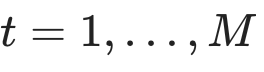 t = 1, . . . , M